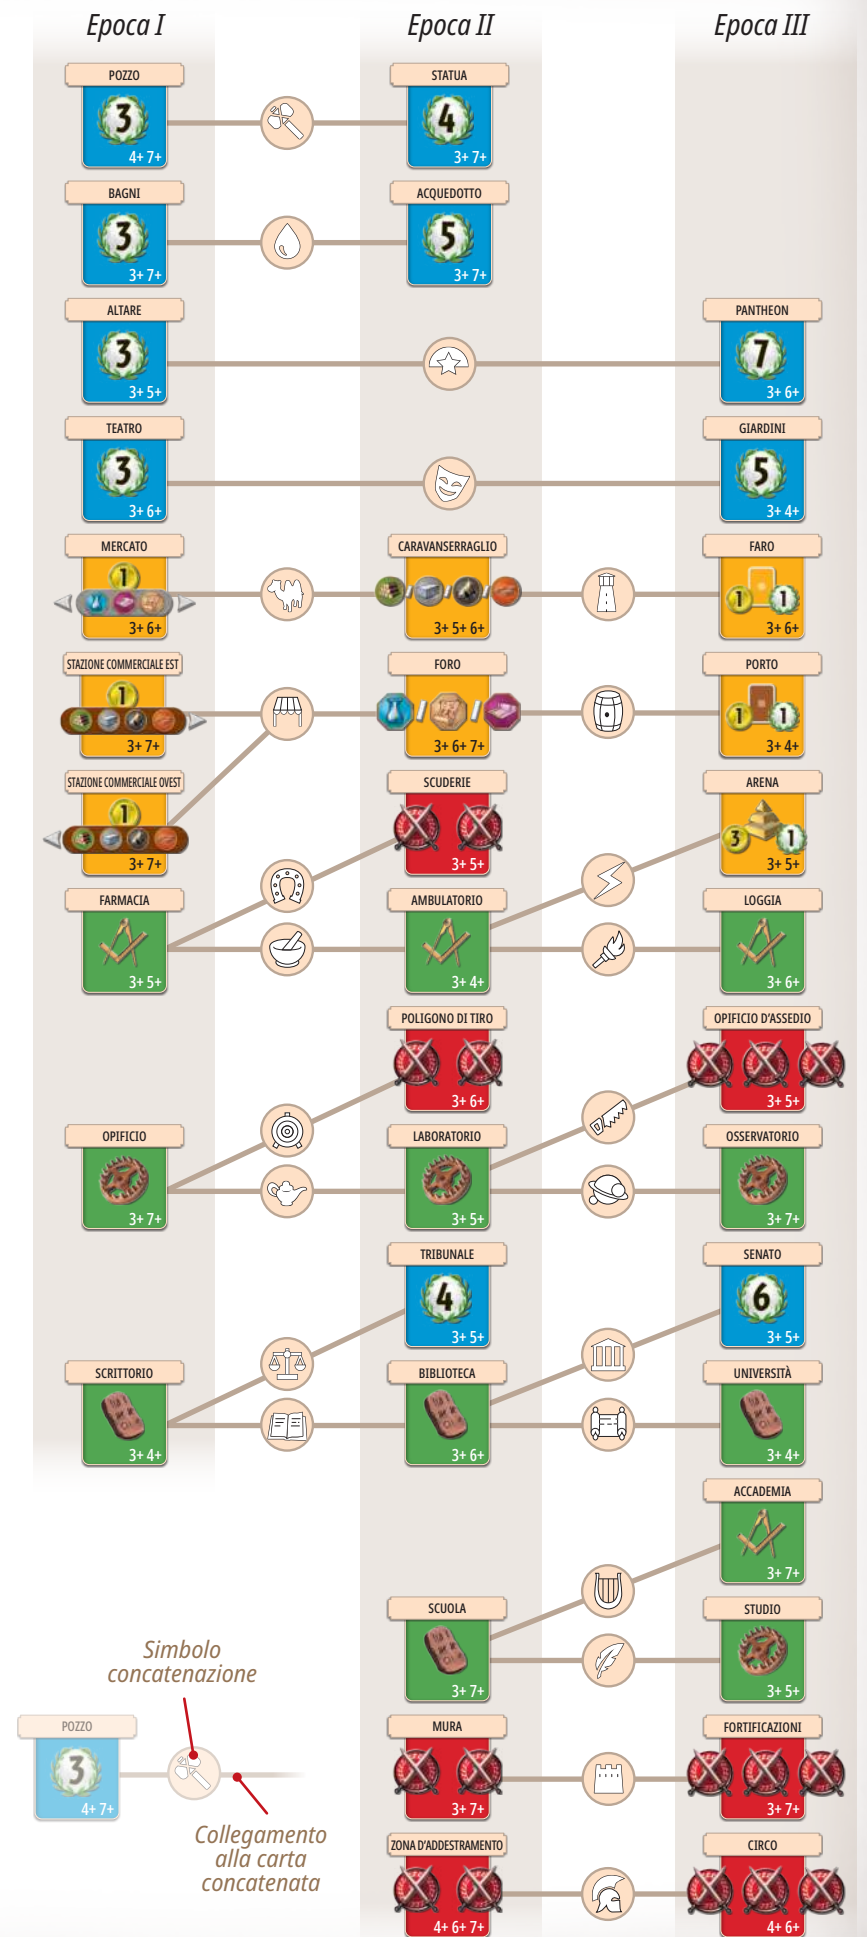 Epoca I
Epoca II
Epoca III
POZZO
3
4+ 7+
STATUA
4
3+ 7+
BAGNI
3
3+ 7+
ACQUEDOTTO
5
3+ 7+
ALTARE
3
3+ 5+
PANTHEON
7
3+ 6+
TEATRO
3
3+ 6+
GIARDINI
5
3+ 4+
MERCATO
1
3+ 6+
CARAVANSERRAGLIO
3+ 5+ 6+
FARO
1
1
3+ 6+
STAZIONE COMMERCIALE EST
1
3+ 7+
FORO
3+ 6+ 7+
PORTO
1
1
3+ 4+
STAZIONE COMMERCIALE OVEST
1
3+ 7+
SCUDERIE
3+ 5+
ARENA
3
1
3+ 5+
FARMACIA
3+ 5+
AMBULATORIO
3+ 4+
LOGGIA
3+ 6+
POLIGONO DI TIRO
3+ 6+
OPIFICIO D'ASSEDIO
3+ 5+
OPIFICIO
3+ 7+
LABORATORIO
3+ 5+
OSSERVATORIO
3+ 7+
TRIBUNALE
4
3+ 5+
SENATO
6
3+ 5+
SCRITTORIO
3+ 4+
BIBLIOTECA
3+ 6+
UNIVERSITÀ
3+ 4+
ACCADEMIA
3+ 7+
SCUOLA
3+ 7+
STUDIO
3+ 5+
MURA
3+ 7+
FORTIFICAZIONI
3+ 7+
ZONA D'ADDESTRAMENTO
4+ 6+ 7+
CIRCO
4+ 6+
Simbolo
concatenazione
POZZO
3
4+ 7+
Collegamento
alla carta
concatenata